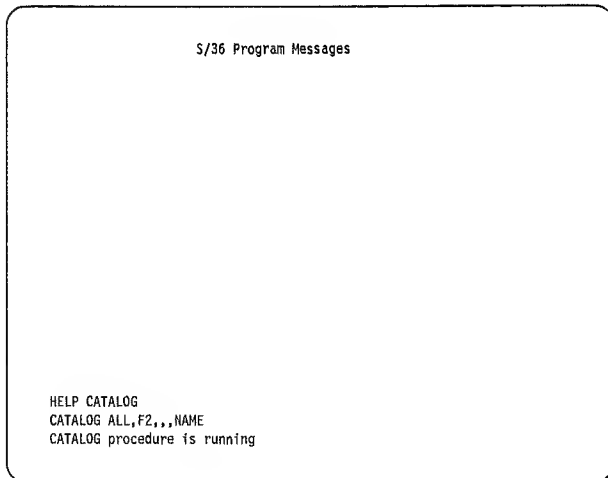 S/36 Program Messages
HELP CATALOG
CATALOG ALL,F2,,,NAME
CATALOG procedure is running